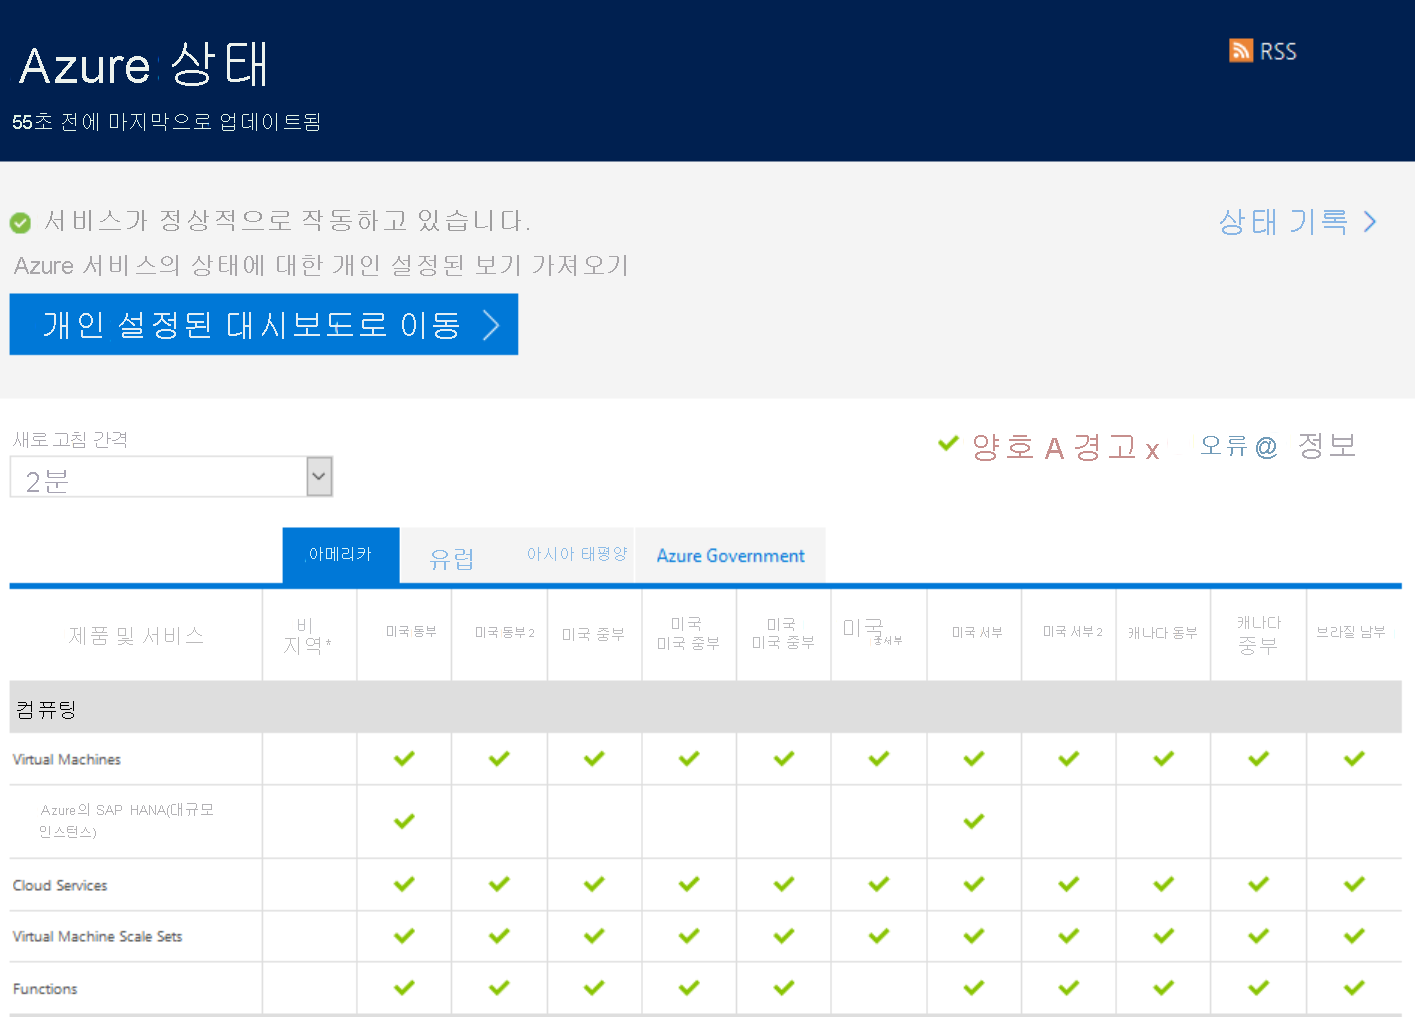 Azure 상태
RSS
55초 전에 마지막으로 업데이트됨
서비스가 정상적으로 작동하고 있습니다.
상태 기록
Azure 서비스의 상태에 대한 개인 설정된 보기 가져오기
개인 설정된 대시보도로 이동
새로 고침 간격
2분
양호 A 경고 x 오류 @ 정보
아메리카 유럽 아시아 태평양 Azure Government
제품 및 서비스
비
지역*
미국 동부
미국 동부 2
미국 중부
미국
미국 중부
미국
미국 중부
미국
중서부
미국 서부
미국 서부 2
캐나다 동부
캐나다
중부
브라질 남부
컴퓨팅
Virtual Machines
Azure의 SAP HANA(대규모
인스턴스)
Cloud Services
Virtual Machine Scale Sets
Functions